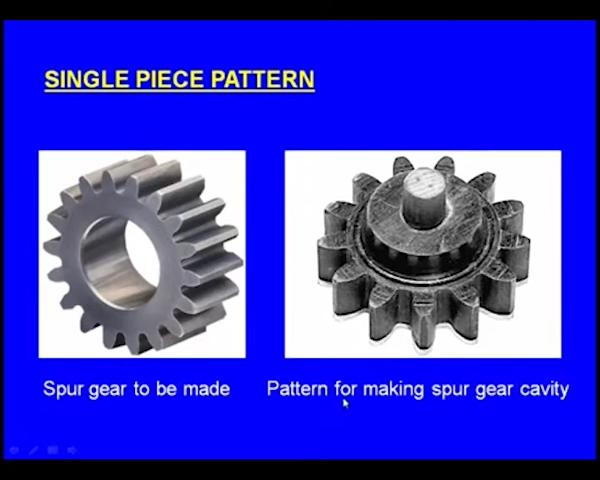 SINGLE PIECE PATTERN
Spur gear to be made
Pattern for making spur gear cavity